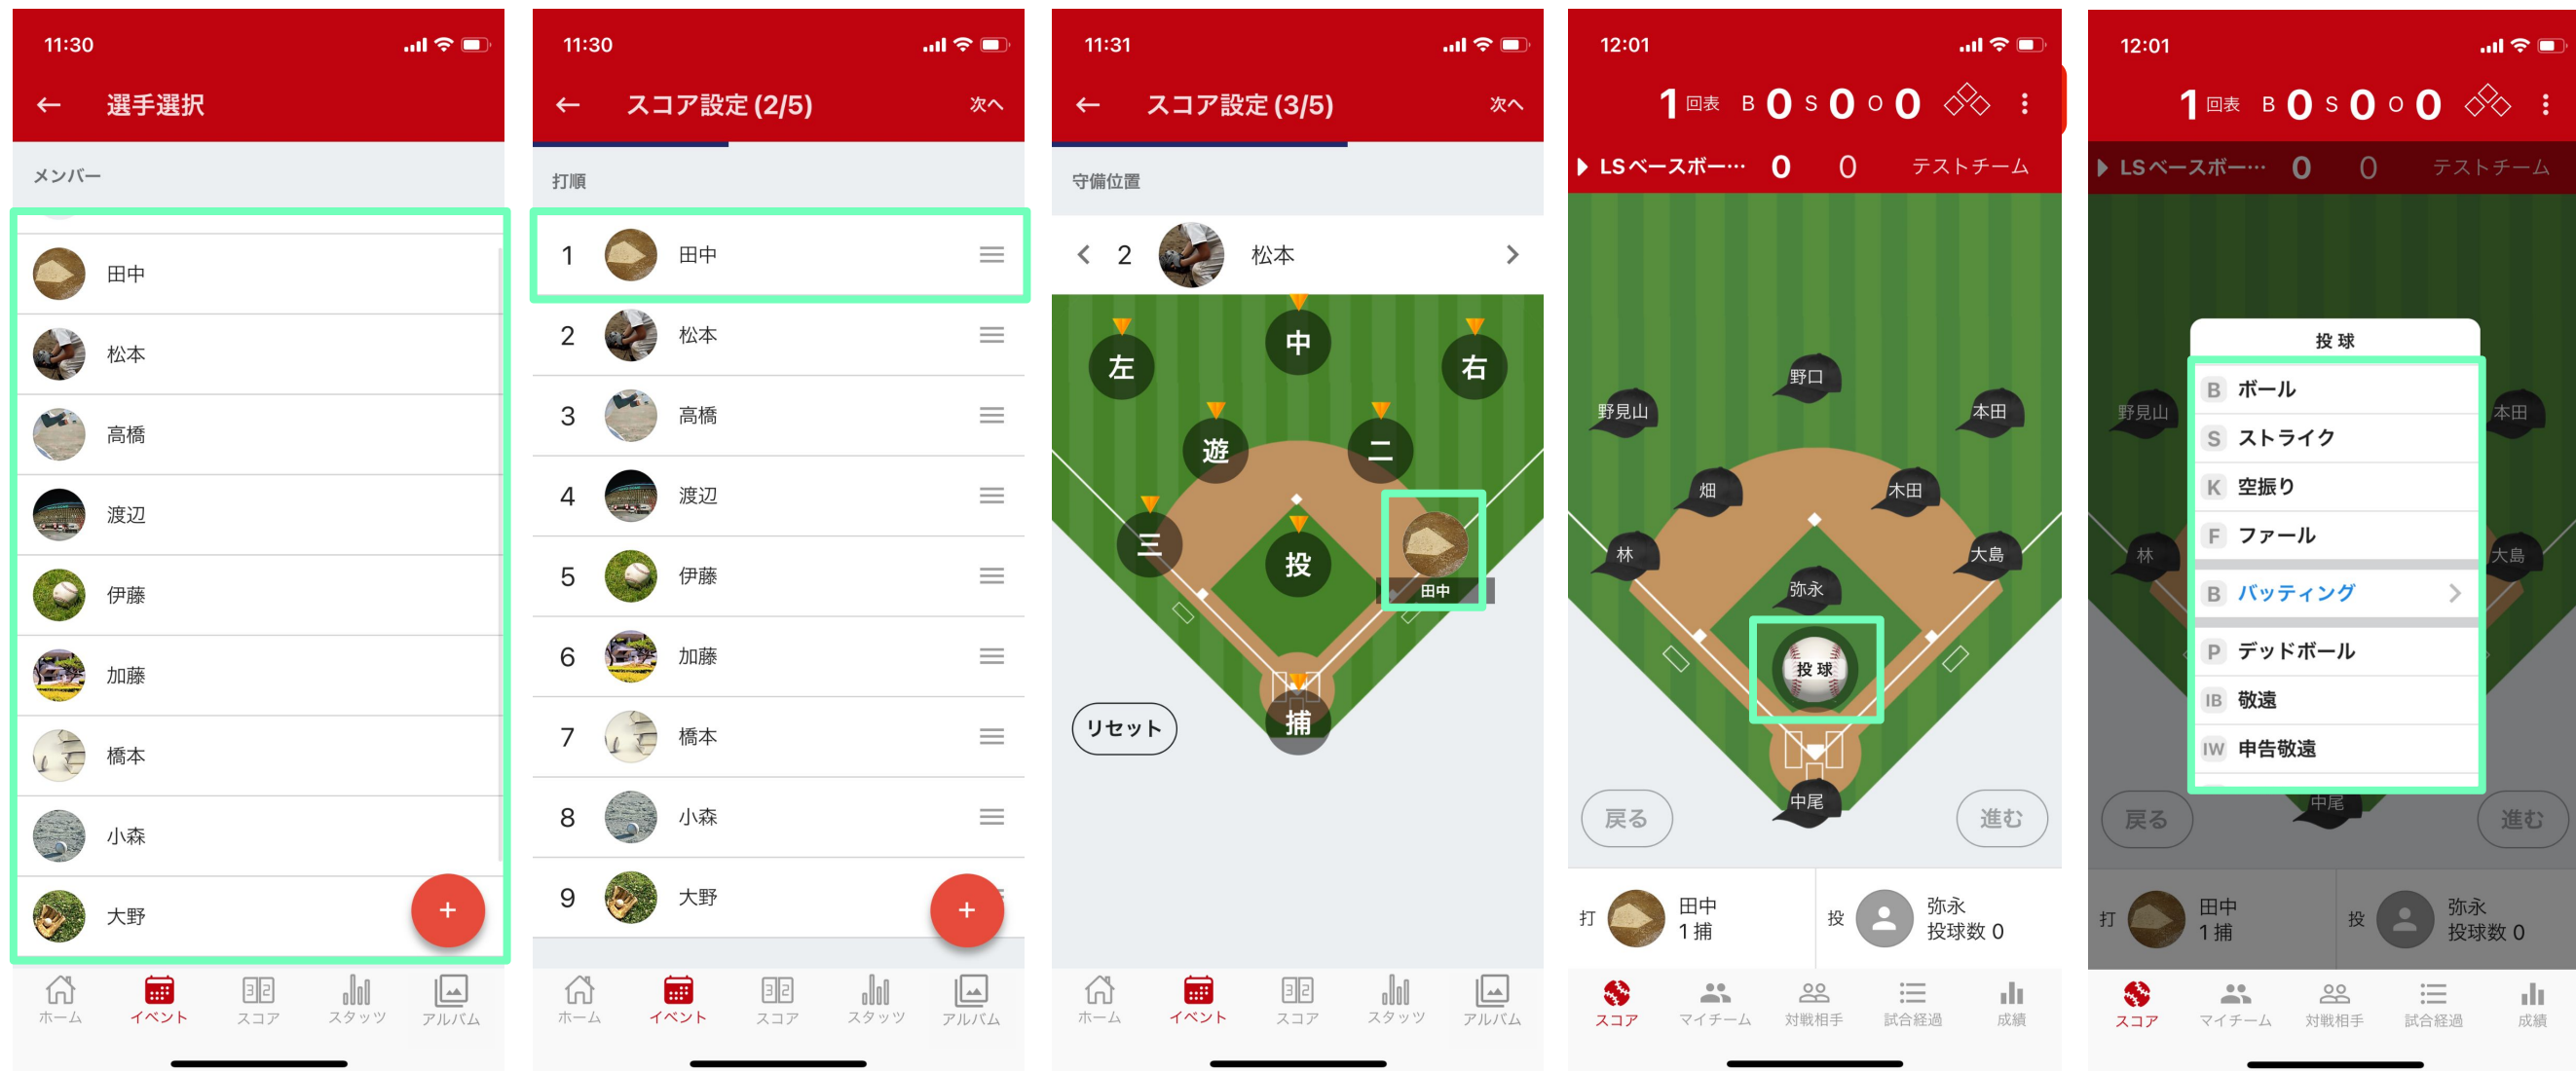 11:30
選手選択
メンバー
田中
松本
高橋
渡辺
伊藤
加藤
橋本
小森
大野
+
ホーム イベント スコア スタッツ アルバム
11:30
スコア設定 (2/5) 次へ
打順
1 田中
2 松本
3 高橋
4 渡辺
5 伊藤
6 加藤
7 橋本
8 小森
9 大野
+
ホーム イベント スコア スタッツ アルバム
11:31
スコア設定 (3/5) 次へ
守備位置
2 松本
中
左 右
遊 二
三 投
田中
捕
リセット
ホーム イベント スコア スタッツ アルバム
12:01
1回表 B 0 S 0 O 0
LSベースボー… 0 0 テストチーム
野口
野見山 本田
畑 木田
林 大島
弥永
投球
中尾
戻る 進む
打 田中 1捕
投 弥永 投球数 0
スコア マイチーム 対戦相手 試合経過 成績
12:01
1回表 B 0 S 0 O 0
LSベースボー… 0 0 テストチーム
投球
B ボール
S ストライク
K 空振り
F ファール
B バッティング
P デッドボール
IB 敬遠
IW 申告敬遠
野見山 本田
林 大島
中尾
戻る 進む
打 田中 1捕
投 弥永 投球数 0
スコア マイチーム 対戦相手 試合経過 成績